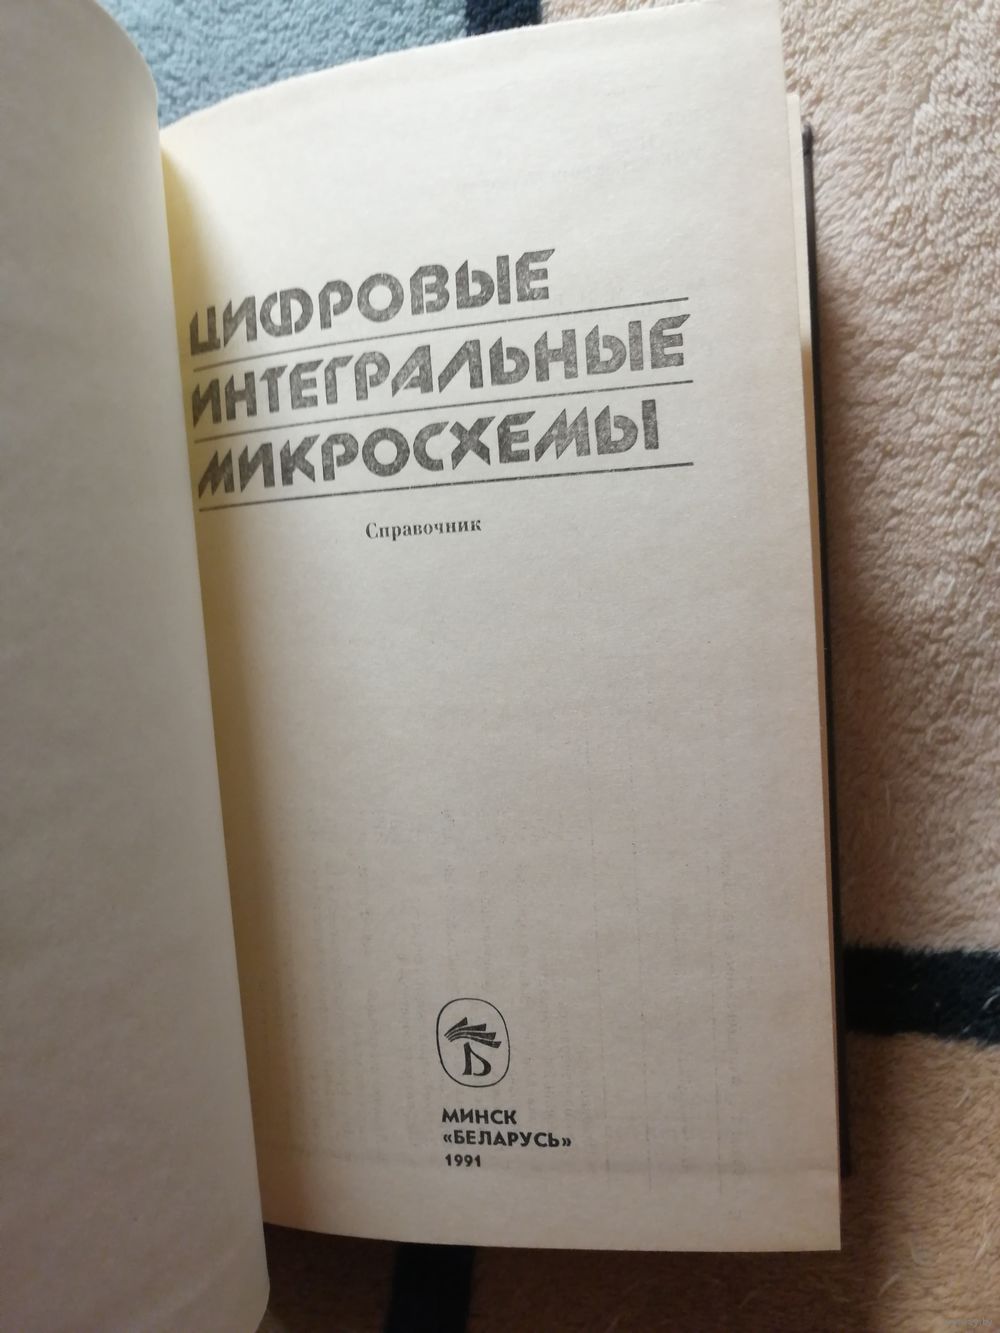 ЦИФРОВЫЕ
ИНТЕГРАЛЬНЫЕ
МИКРОСХЕМЫ
Справочник
Б
МИНСК
«БЕЛАРУСЬ»
1991